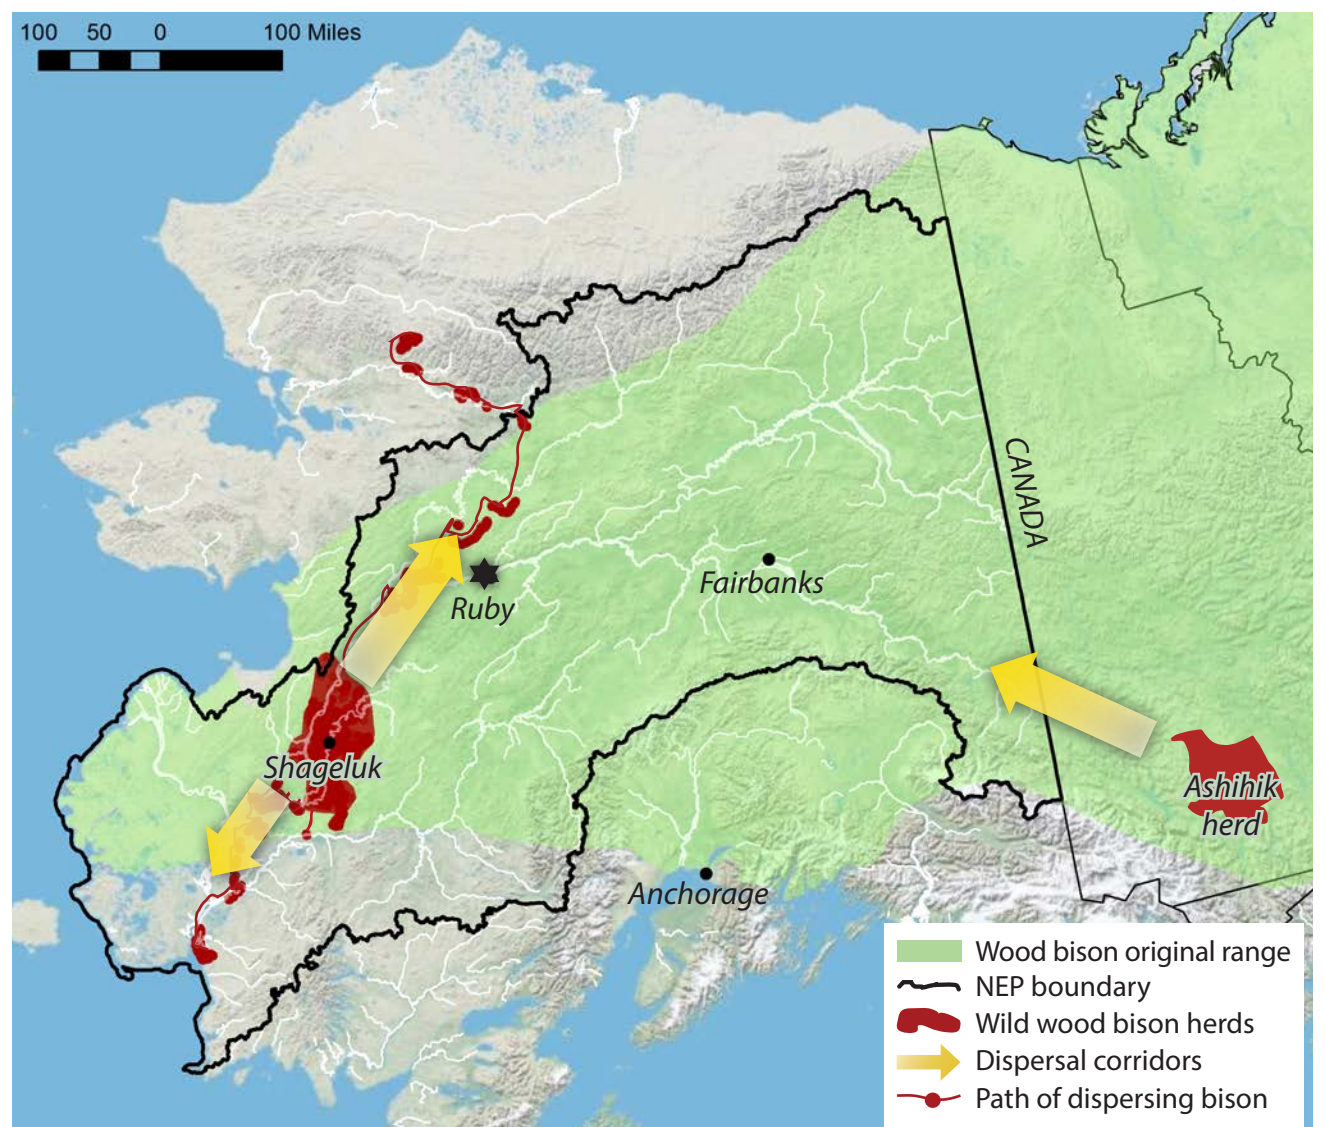 100 50 0 100 Miles
CANADA
Fairbanks
Ruby
Shageluk
Ashihik
herd
Anchorage
Wood bison original range
NEP boundary
Wild wood bison herds
Dispersal corridors
Path of dispersing bison